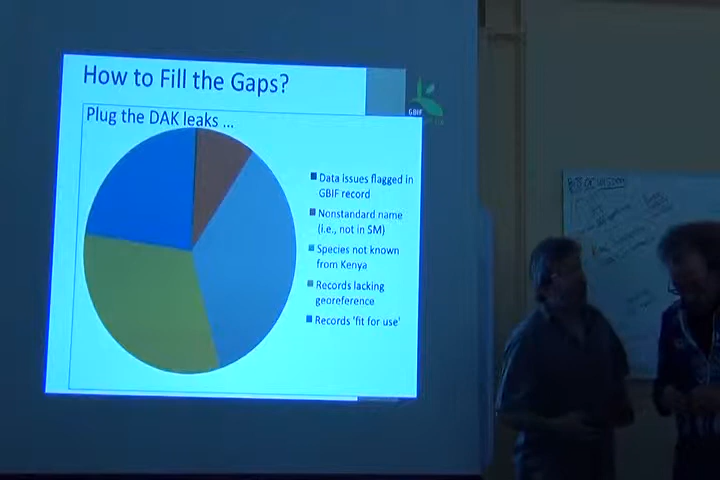 How to Fill the Gaps?
GBIF
Plug the DAK leaks ...
Data issues flagged in
GBIF record
Nonstandard name
(i.e., not in SM)
Species not known
from Kenya
Records lacking
georeference
Records 'fit for use'